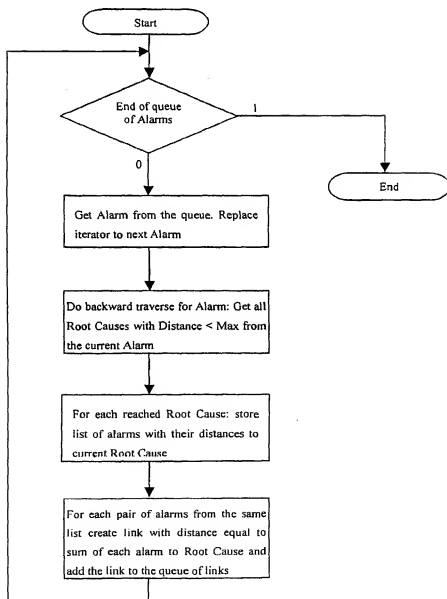 Start
End of queue
of Alarms
1
0
End
Get Alarm from the queue. Replace
iterator to next Alarm
Do backward traverse for Alarm: Get all
Root Causes with Distance < Max from
the current Alarm
For each reached Root Cause: store
list of alarms with their distances to
current Root Cause
For each pair of alarms from the same
list create link with distance equal to
sum of each alarm to Root Cause and
add the link to the queue of links